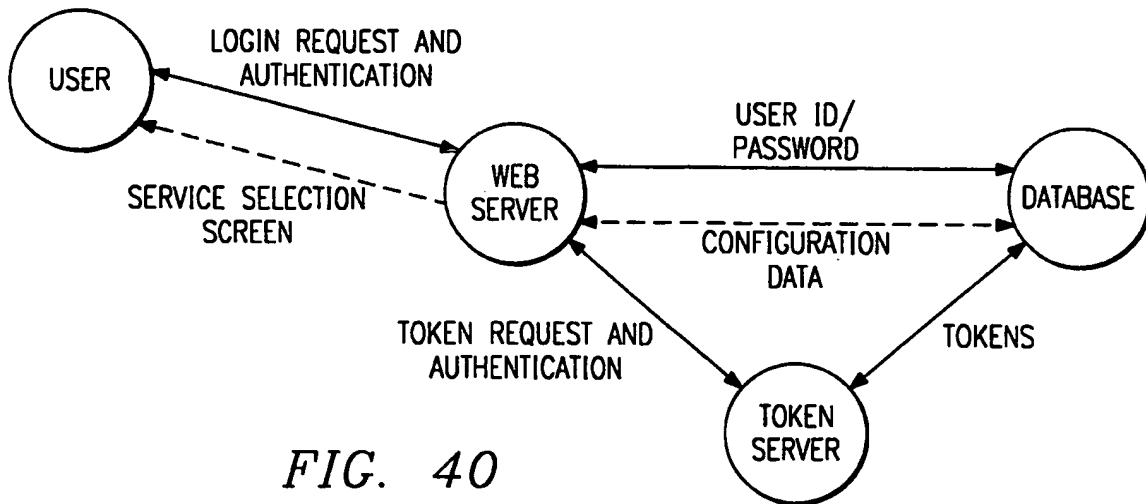 LOGIN REQUEST AND
AUTHENTICATION
USER
USER ID/
PASSWORD
WEB
SERVER
DATABASE
SERVICE SELECTION
SCREEN
CONFIGURATION
DATA
TOKEN REQUEST AND
AUTHENTICATION
TOKENS
TOKEN
SERVER
FIG. 40